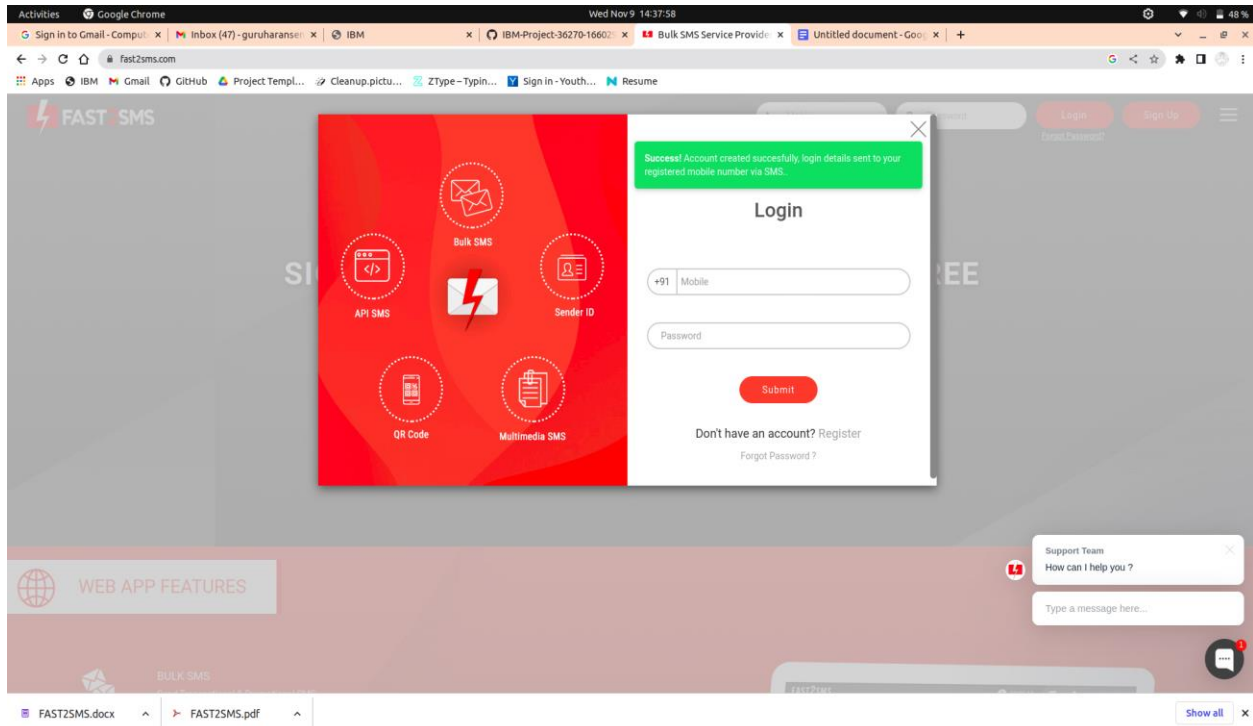 Activities Google Chrome Wed Nov 9 14:37:58 48 %
Sign in to Gmail - Comput IBM-Project-36270-16602 Bulk SMS Service Provide Untitled document - Goo
Inbox (47) - guruharansen IBM
fast2sms.com
Apps IBM Gmail GitHub Project Templ... Cleanup.pictu... ZType – Typin... Sign in - Youth... Resume
FAST2SMS
Login
Sign Up
Forgot Password?
Success! Account created succesfully, login details sent to your
registered mobile number via SMS..
Login
+91 Mobile
Password
Submit
Don't have an account? Register
Forgot Password ?
Bulk SMS
API SMS
Sender ID
QR Code
Multimedia SMS
SI
EE
WEB APP FEATURES
BULK SMS
Support Team
How can I help you ?
Type a message here...
1
FAST2SMS
FAST2SMS.docx FAST2SMS.pdf Show all